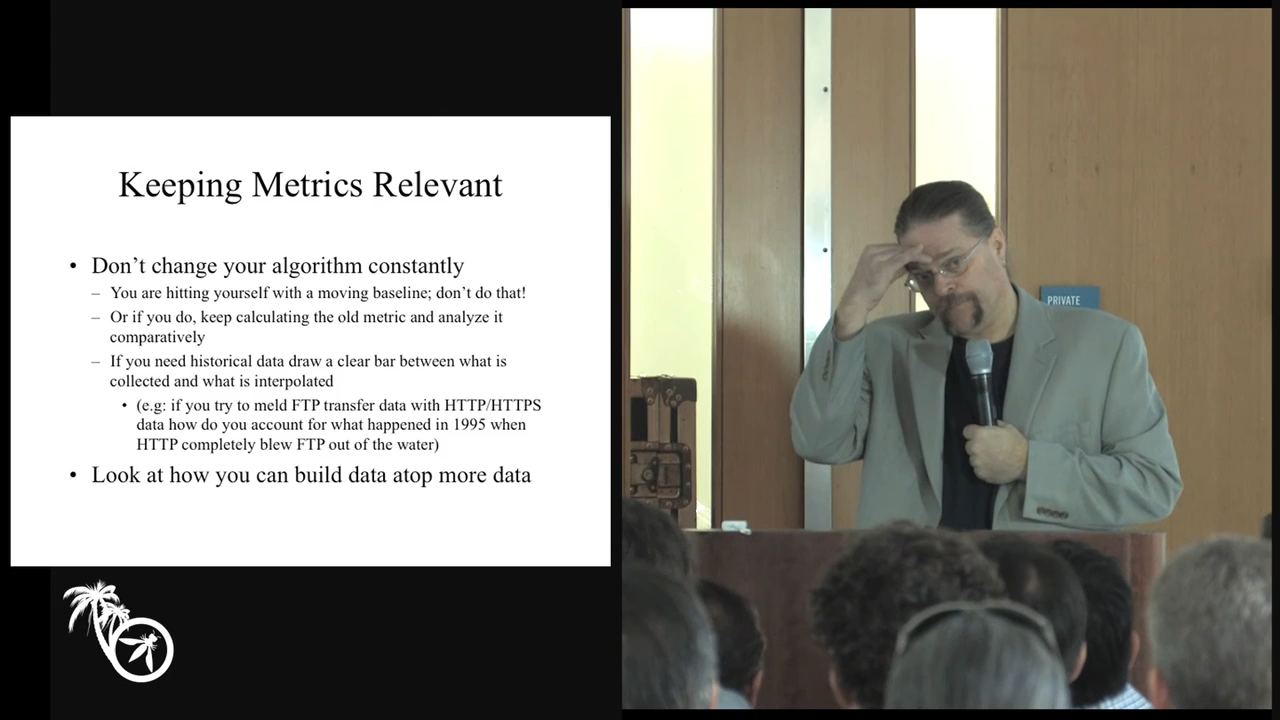 Keeping Metrics Relevant
• Don't change your algorithm constantly
– You are hitting yourself with a moving baseline; don't do that!
– Or if you do, keep calculating the old metric and analyze it
comparatively
– If you need historical data draw a clear bar between what is
collected and what is interpolated
• (e.g: if you try to meld FTP transfer data with HTTP/HTTPS
data how do you account for what happened in 1995 when
HTTP completely blew FTP out of the water)
• Look at how you can build data atop more data
PRIVATE